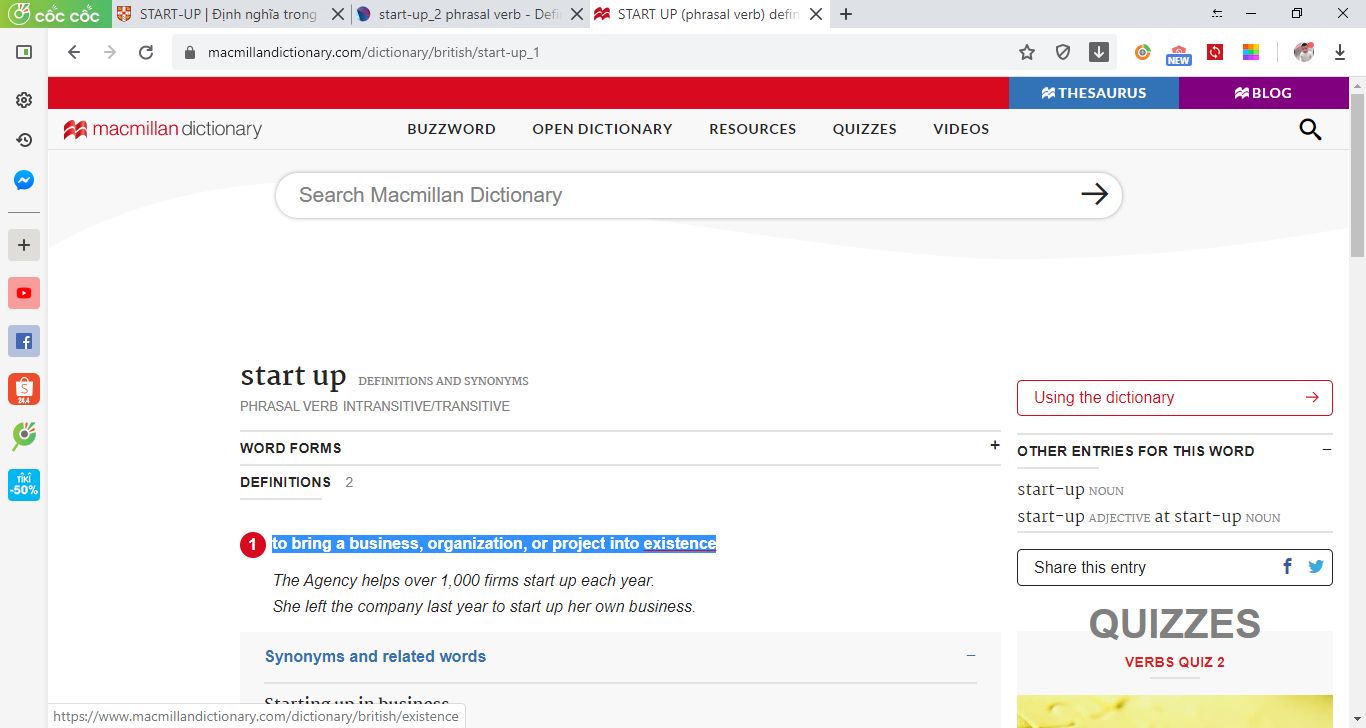 cốc cốc
START-UP | Định nghĩa trong
start-up_2 phrasal verb - Defi
START UP (phrasal verb) defin
macmillandictionary.com/dictionary/british/start-up_1
NEW
THESAURUS
BLOG
macmillan dictionary
BUZZWORD
OPEN DICTIONARY
RESOURCES
QUIZZES
VIDEOS
Search Macmillan Dictionary
start up DEFINITIONS AND SYNONYMS
PHRASAL VERB INTRANSITIVE/TRANSITIVE
WORD FORMS +
DEFINITIONS 2
1 to bring a business, organization, or project into existence
The Agency helps over 1,000 firms start up each year.
She left the company last year to start up her own business.
Synonyms and related words
Starting up in business
Using the dictionary
OTHER ENTRIES FOR THIS WORD
start-up NOUN
start-up ADJECTIVE at start-up NOUN
Share this entry
QUIZZES
VERBS QUIZ 2
24.4
TIKI
-50%
https://www.macmillandictionary.com/dictionary/british/existence